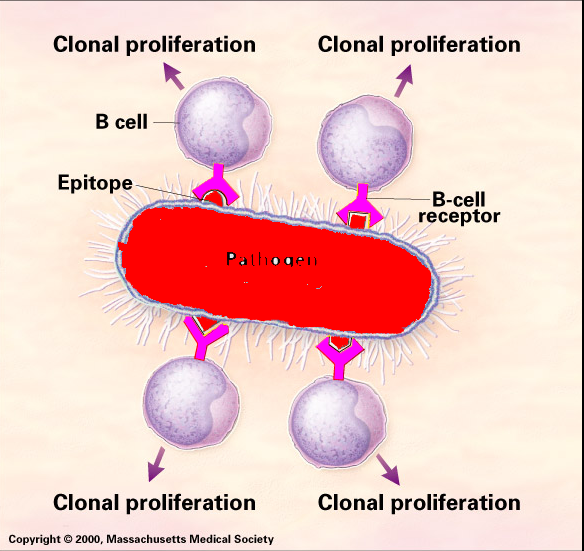 Clonal proliferation
Clonal proliferation
B cell
Epitope
B-cell
receptor
Pathogen
Clonal proliferation
Clonal proliferation
Copyright © 2000, Massachusetts Medical Society